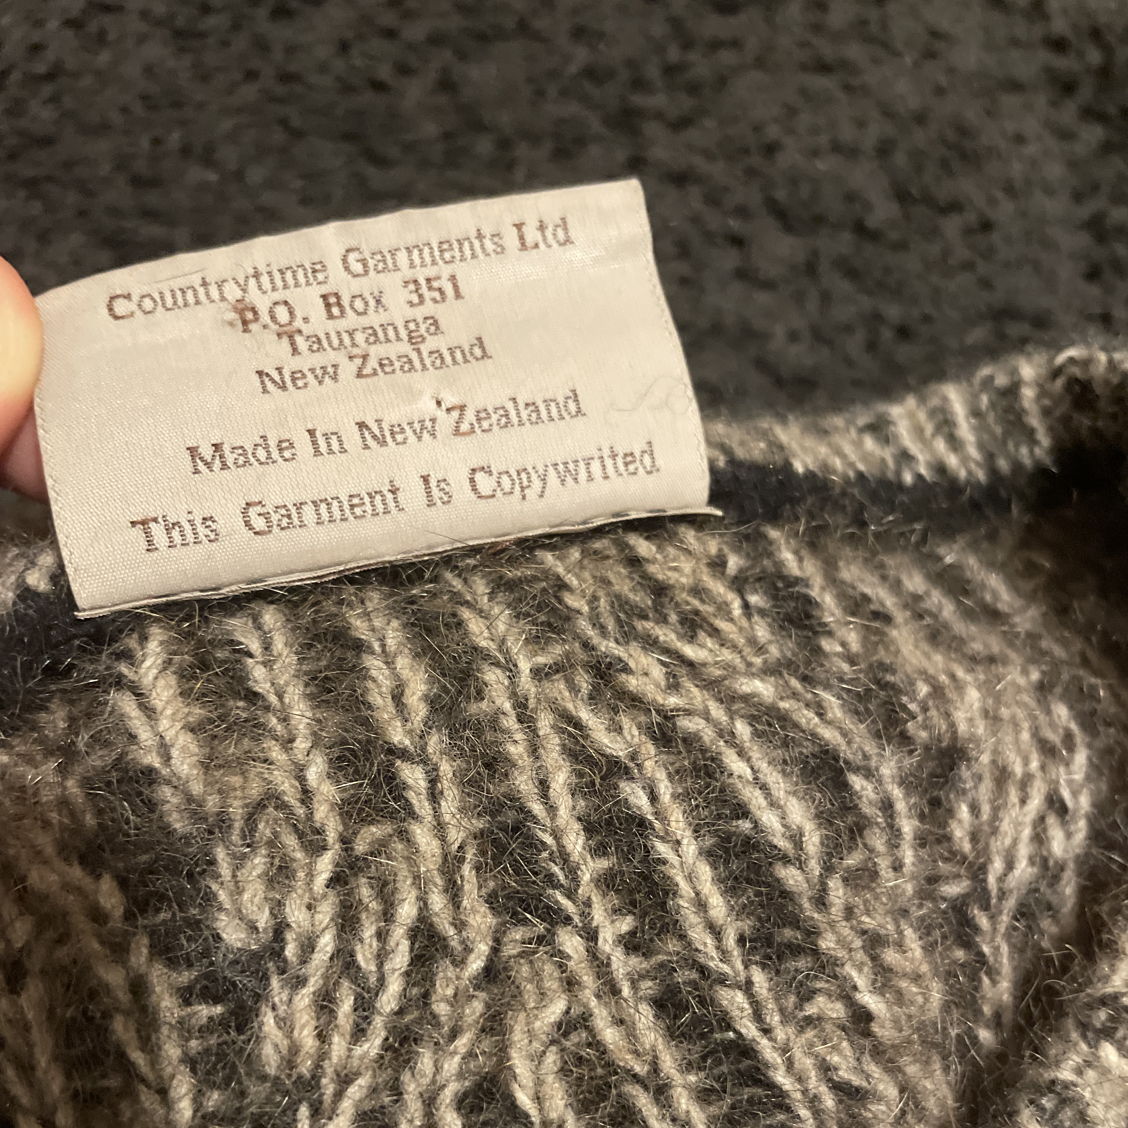 Countrytime Garments Ltd
P.O. Box 351
Tauranga
New Zealand
Made In New Zealand
This Garment Is Copywrited